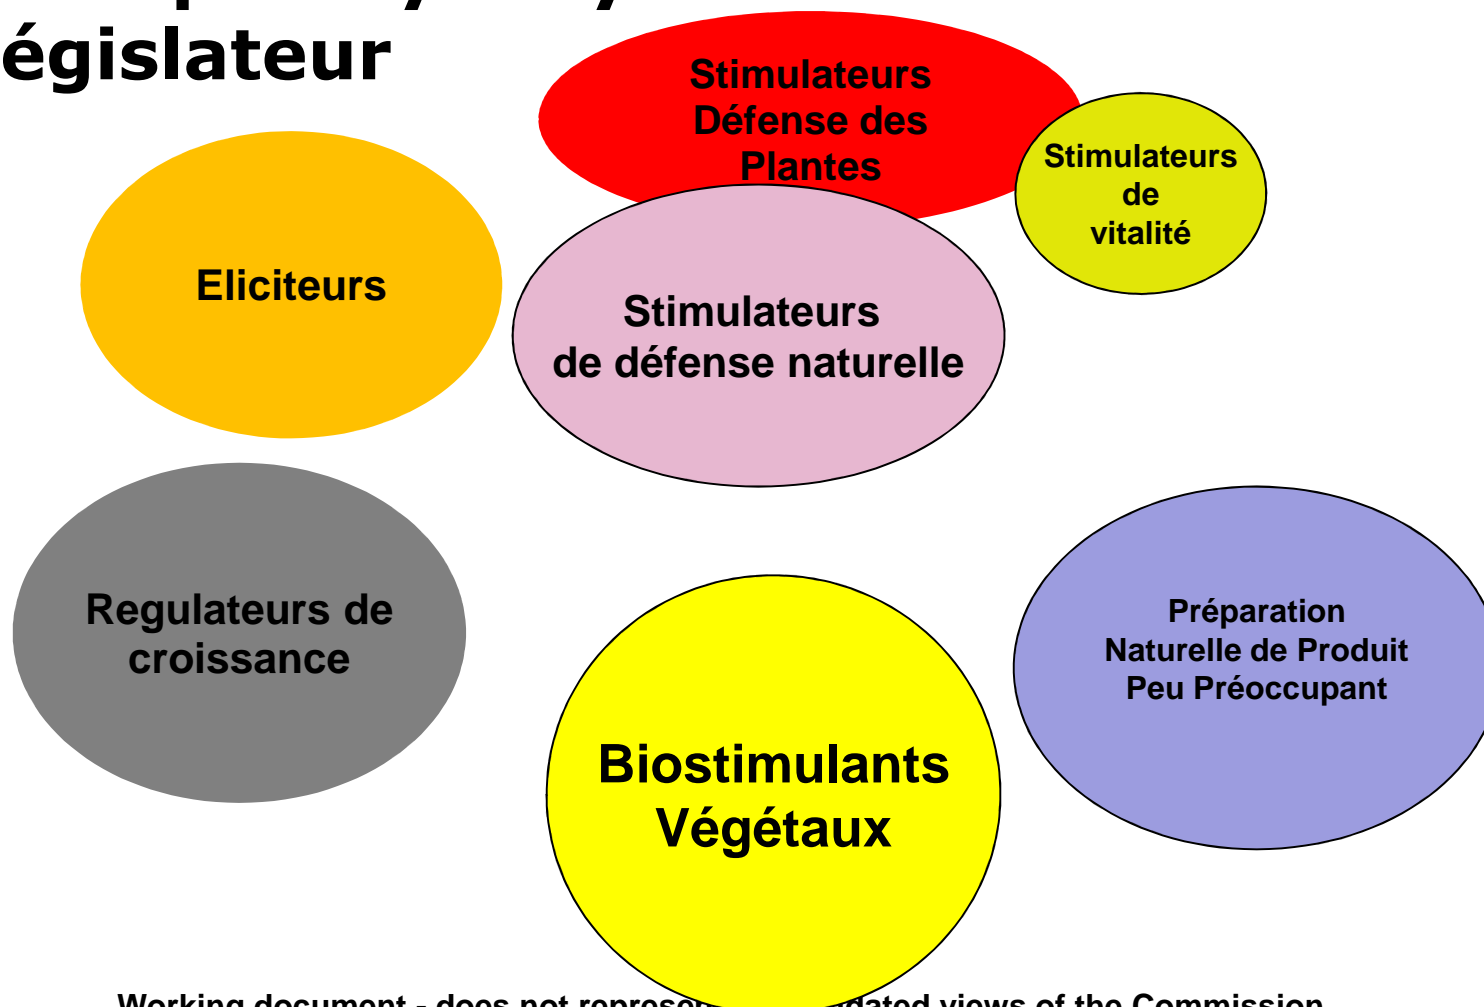 égislateur
Stimulateurs
Défense des
Plantes
Stimulateurs
de
vitalité
Eliciteurs
Stimulateurs
de défense naturelle
Regulateurs de
croissance
Préparation
Naturelle de Produit
Peu Préoccupant
Biostimulants
Végétaux
Working document - does not views of the Commission